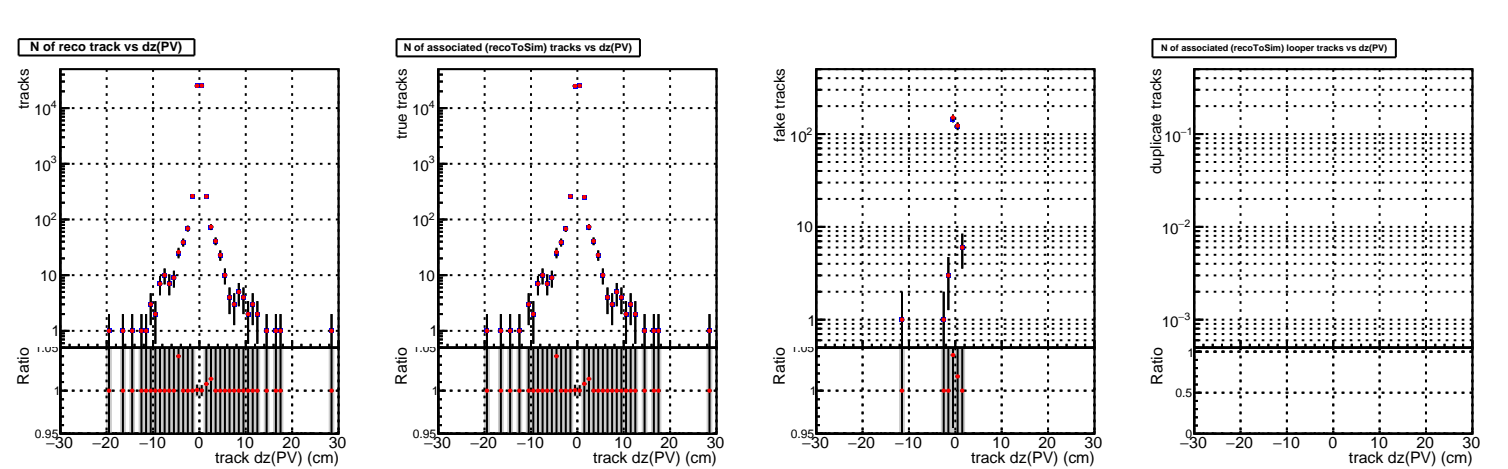 N of reco track vs dz(PV)
tracks
10^4
10^3
10^2
10
1
Ratio
1.05
1
0.95
−30 −20 −10 0 10 20 30
track dz(PV) (cm)
N of associated (recoToSim) tracks vs dz(PV)
true tracks
10^4
10^3
10^2
10
1
Ratio
1.05
1
0.95
−30 −20 −10 0 10 20 30
track dz(PV) (cm)
fake tracks
10^2
10
1
Ratio
1.05
1
0.95
−30 −20 −10 0 10 20 30
track dz(PV) (cm)
N of associated (recoToSim) looper tracks vs dz(PV)
duplicate tracks
10^−1
10^−2
10^−3
Ratio
1
0.5
0
−30 −20 −10 0 10 20 30
track dz(PV) (cm)